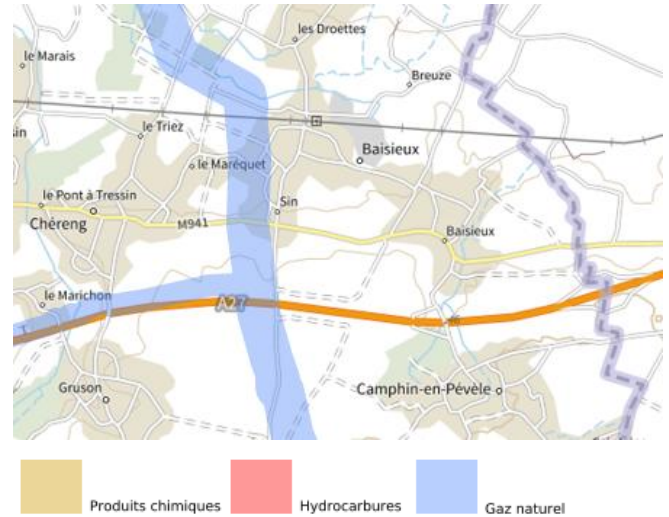 les Droettes
le Marais
Breuze
le Triez
Baisieux
le Maréquet
le Pont à Tressin
Sin
Chéreng
M941
Baisieux
le Marichon
A27
Gruson
Camphin-en-Pévèle
Produits chimiques
Hydrocarbures
Gaz naturel